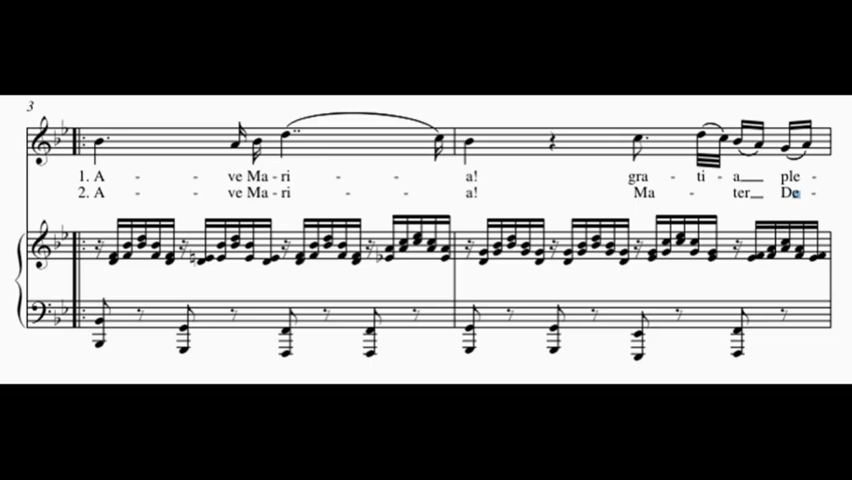 3
1. A - - - ve Ma - ri - - - a! gra - ti - a ple -
2. A - - - ve Ma - ri - - - a! Ma - ter De -